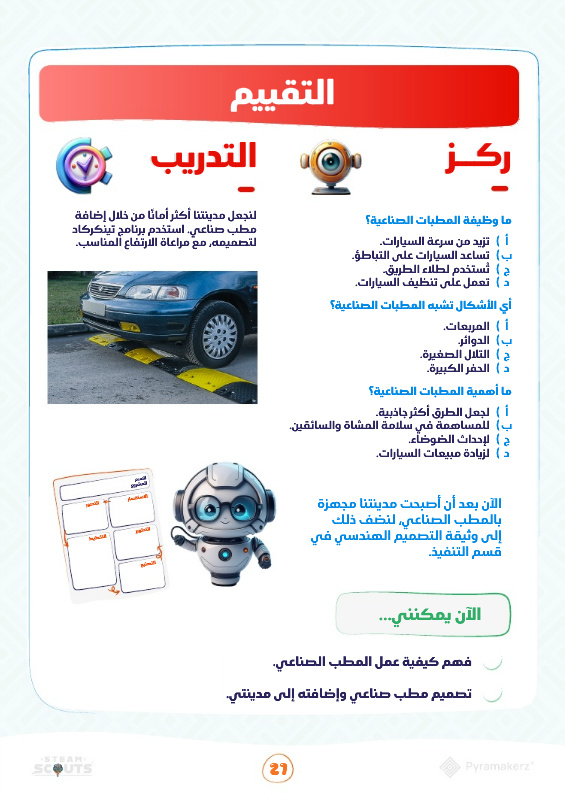 التقييم
ركز
ما وظيفة المطبات الصناعية؟
أ ) تزيد من سرعة السيارات.
ب) تساعد السيارات على التباطؤ.
ج ) تُستخدم لطلاء الطريق.
د ) تعمل على تنظيف السيارات.
أي الأشكال تشبه المطبات الصناعية؟
أ ) المربعات.
ب) الدوائر.
ج ) التلال الصغيرة.
د ) الحفر الكبيرة.
ما أهمية المطبات الصناعية؟
أ ) لجعل الطرق أكثر جاذبية.
ب) للمساهمة في سلامة المشاة والسائقين.
ج ) لإحداث الضوضاء.
د ) لزيادة مبيعات السيارات.
التدريب
لنجعل مدينتنا أكثر أمانًا من خلال إضافة
مطب صناعي. استخدم برنامج تينكركاد
لتصميمه، مع مراعاة الارتفاع المناسب.
الآن بعد أن أصبحت مدينتنا مجهزة
بالمطب الصناعي، لنضف ذلك
إلى وثيقة التصميم الهندسي في
قسم التنفيذ.
الآن يمكنني...
فهم كيفية عمل المطب الصناعي.
تصميم مطب صناعي وإضافته إلى مدينتي.
STEAM
SCOUTS
21
Pyramakerz